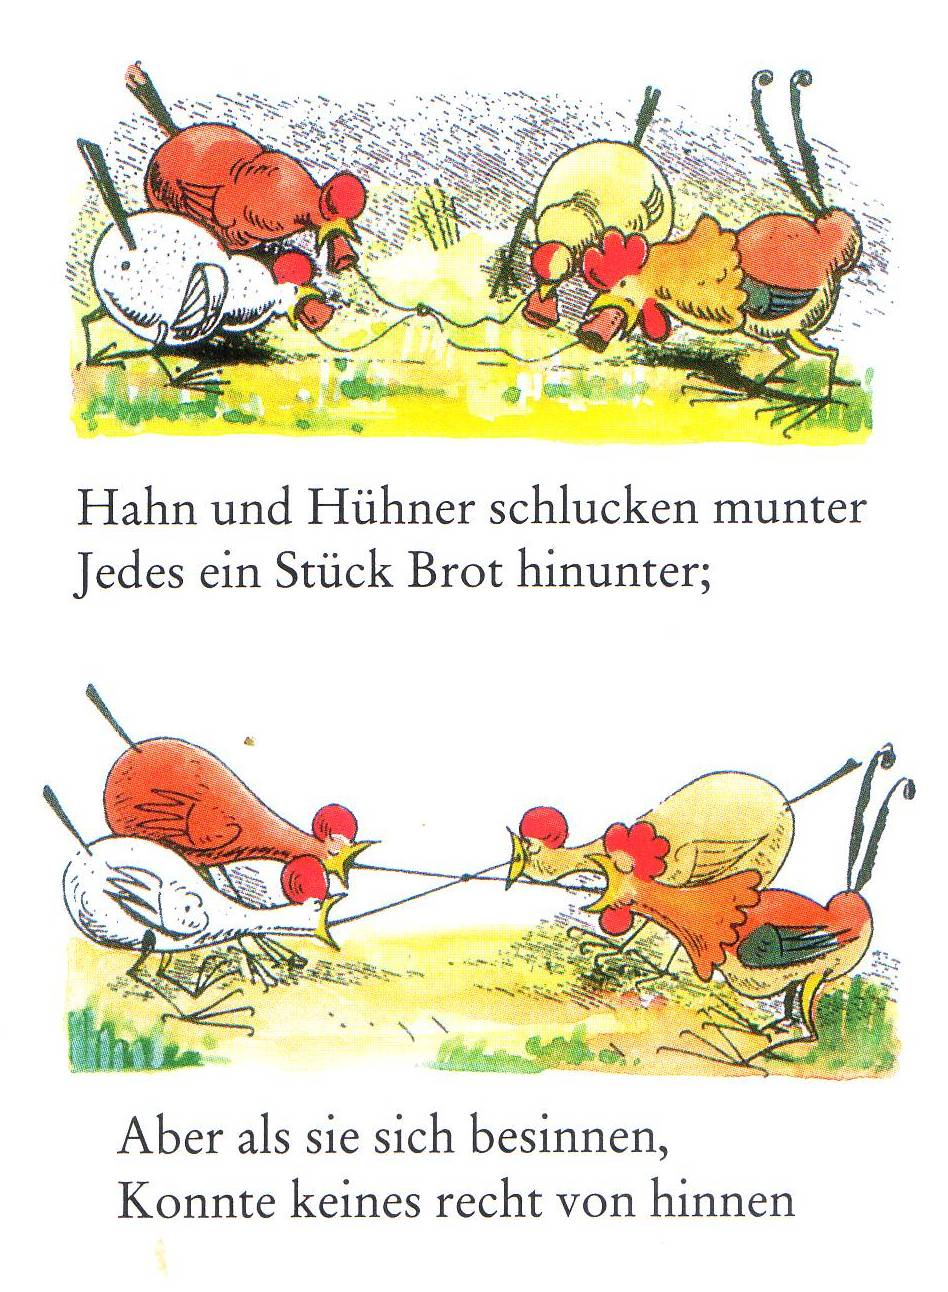 Hahn und Hühner schlucken munter
Jedes ein Stück Brot hinunter;
Aber als sie sich besinnen,
Konnte keines recht von hinnen